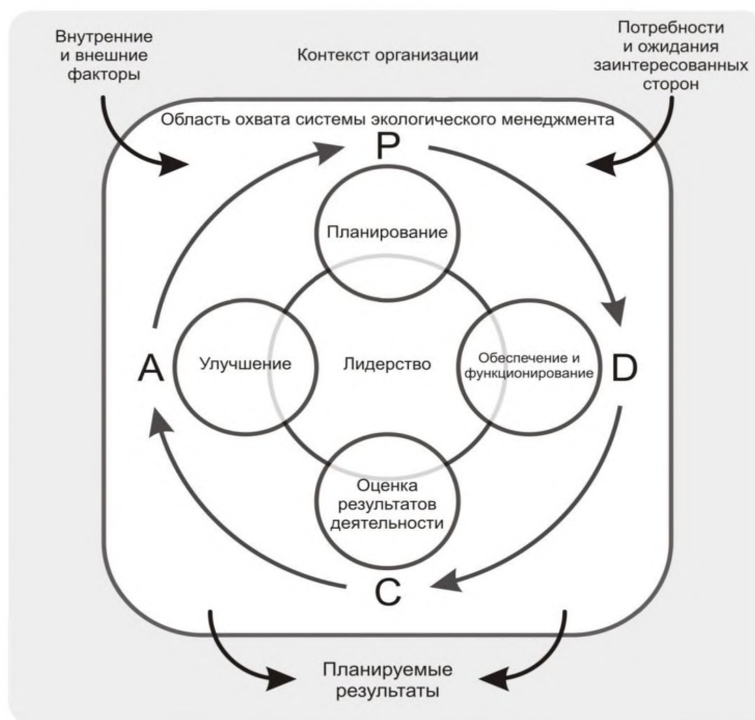 Внутренние
и внешние
факторы
Контекст организации
Потребности
и ожидания
заинтересованных
сторон
Область охвата системы экологического менеджмента
P
Планирование
A
Улучшение
Лидерство
Обеспечение и
функционирование
D
Оценка
результатов
деятельности
C
Планируемые
результаты